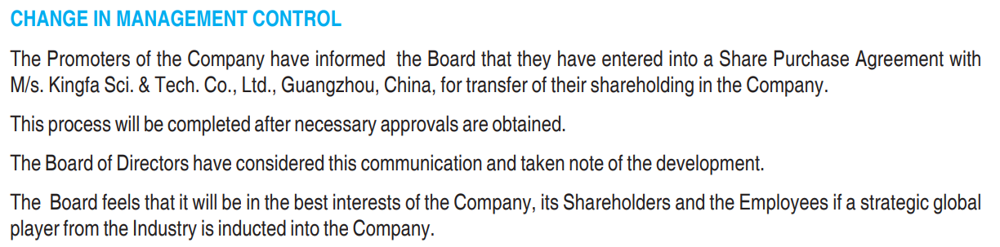 CHANGE IN MANAGEMENT CONTROL
The Promoters of the Company have informed the Board that they have entered into a Share Purchase Agreement with
M/s. Kingfa Sci. & Tech. Co., Ltd., Guangzhou, China, for transfer of their shareholding in the Company.
This process will be completed after necessary approvals are obtained.
The Board of Directors have considered this communication and taken note of the development.
The Board feels that it will be in the best interests of the Company, its Shareholders and the Employees if a strategic global
player from the Industry is inducted into the Company.